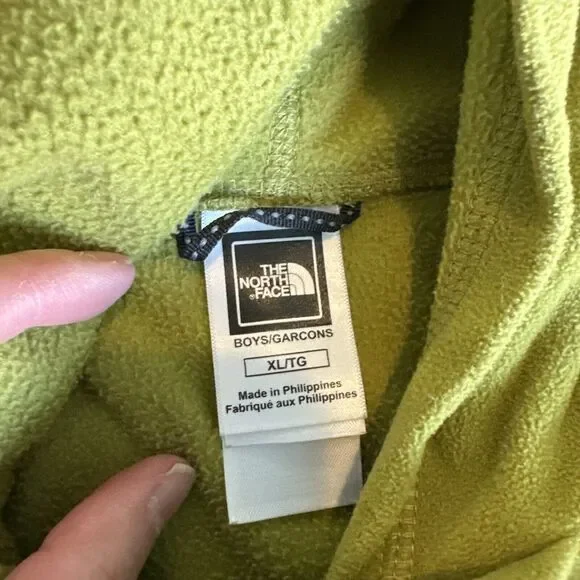 THE
NORTH
FACE
BOYS/GARCONS
XL/TG
Made in Philippines
Fabriqué aux Philippines